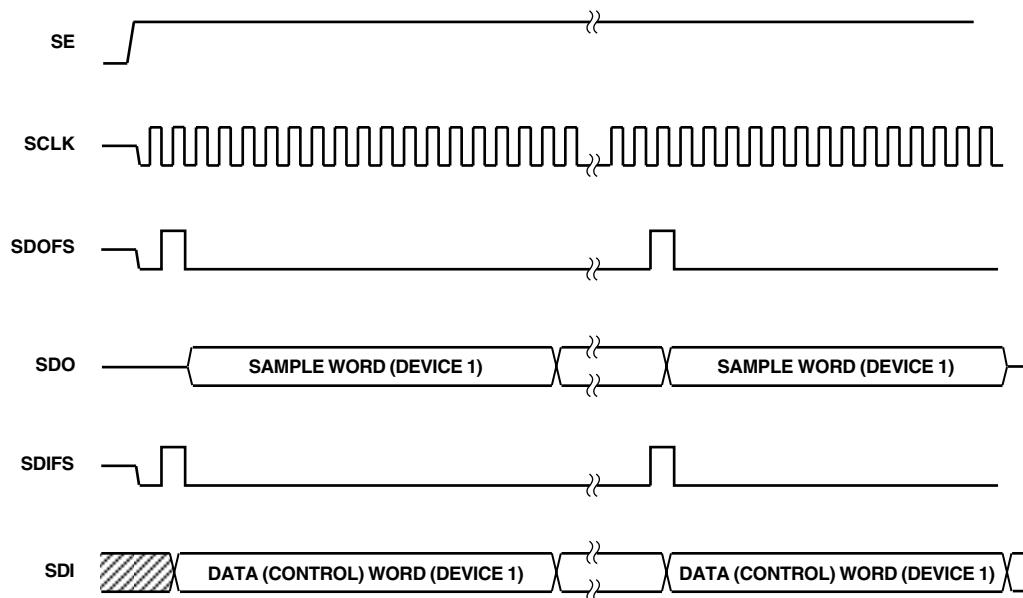 SE
SCLK
SDOFS
SDO
SAMPLE WORD (DEVICE 1)
SAMPLE WORD (DEVICE 1)
SDIFS
SDI
DATA (CONTROL) WORD (DEVICE 1)
DATA (CONTROL) WORD (DEVICE 1)